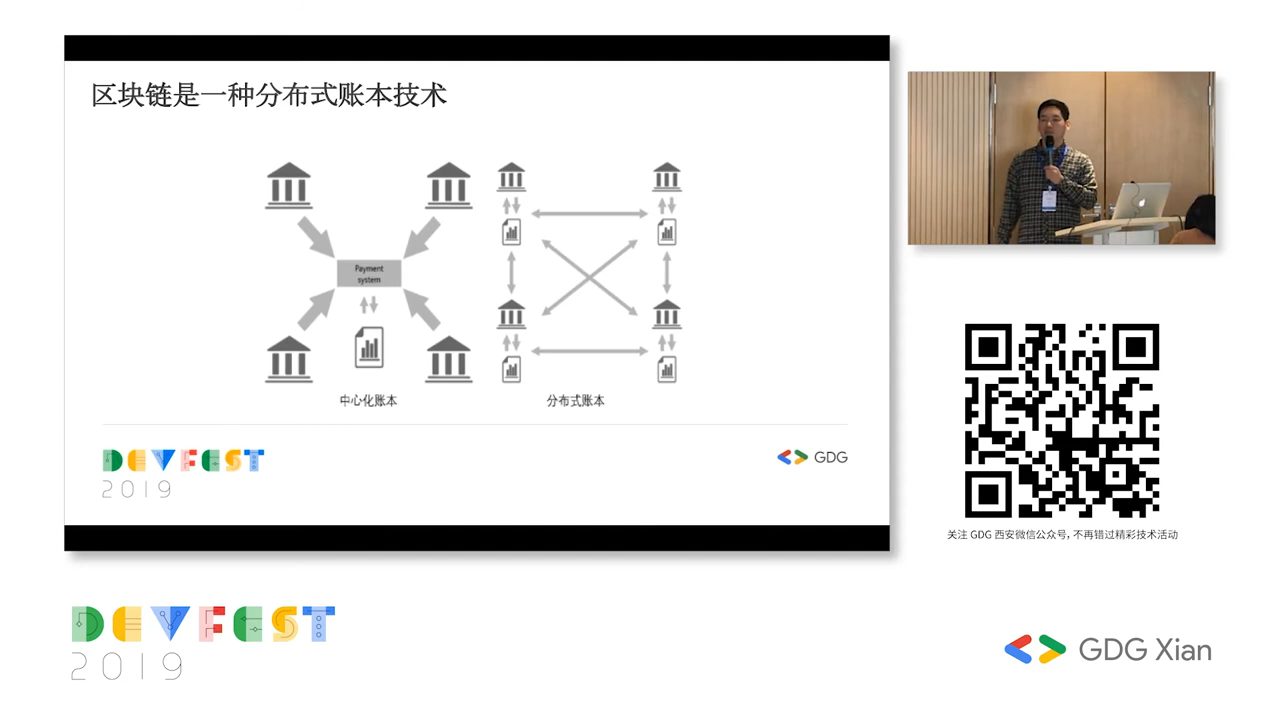 区块链是一种分布式账本技术
Payment
system
中心化账本
分布式账本
DEVFEST
2019
GDG
关注 GDG 西安微信公众号, 不再错过精彩技术活动
DEVFEST
2019
GDG Xian